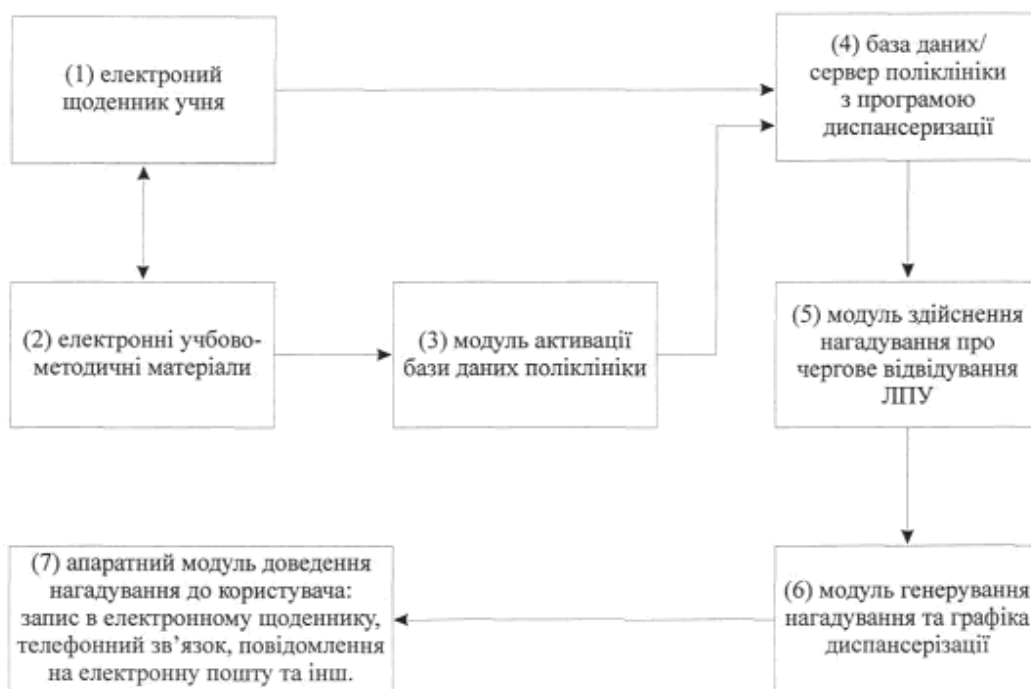 (1) електроний
щоденник учня
(4) база даних/
сервер поліклініки
з програмою
диспансеризації
(2) електронні учбово-
методичні матеріали
(3) модуль активації
бази даних поліклініки
(5) модуль здійснення
нагадування про
чергове відвідування
ЛПУ
(7) апаратний модуль доведення
нагадування до користувача:
запис в електронному щоденнику,
телефонний зв’язок, повідомлення
на електронну пошту та інш.
(6) модуль генерування
нагадування та графіка
диспансерізації